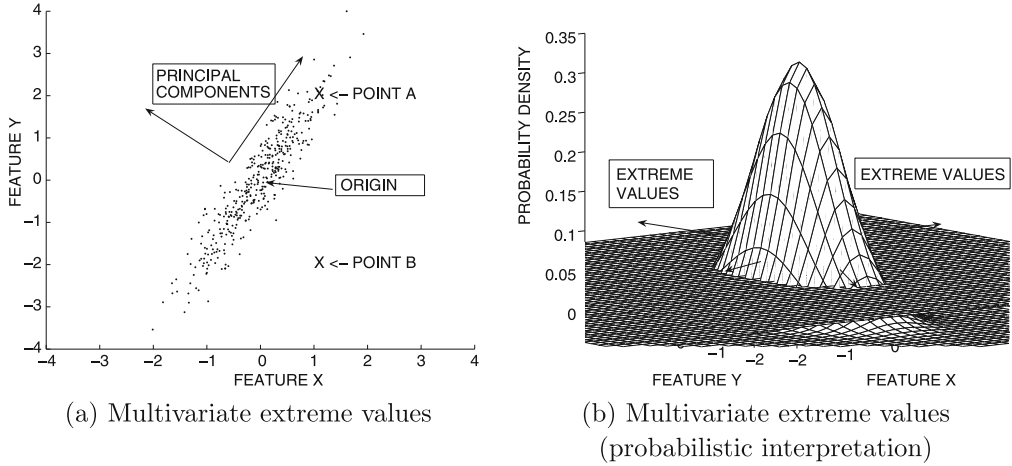 4
3
2
1
0
−1
−2
−3
−4
FEATURE Y
PRINCIPAL
COMPONENTS
X <− POINT A
ORIGIN
X <− POINT B
−4 −3 −2 −1 0 1 2 3 4
FEATURE X
(a) Multivariate extreme values
0.35
0.3
0.25
0.2
0.15
0.1
0.05
0
PROBABILITY DENSITY
EXTREME
VALUES
EXTREME VALUES
−1 −2 −2 −1 0
FEATURE Y FEATURE X
(b) Multivariate extreme values
(probabilistic interpretation)